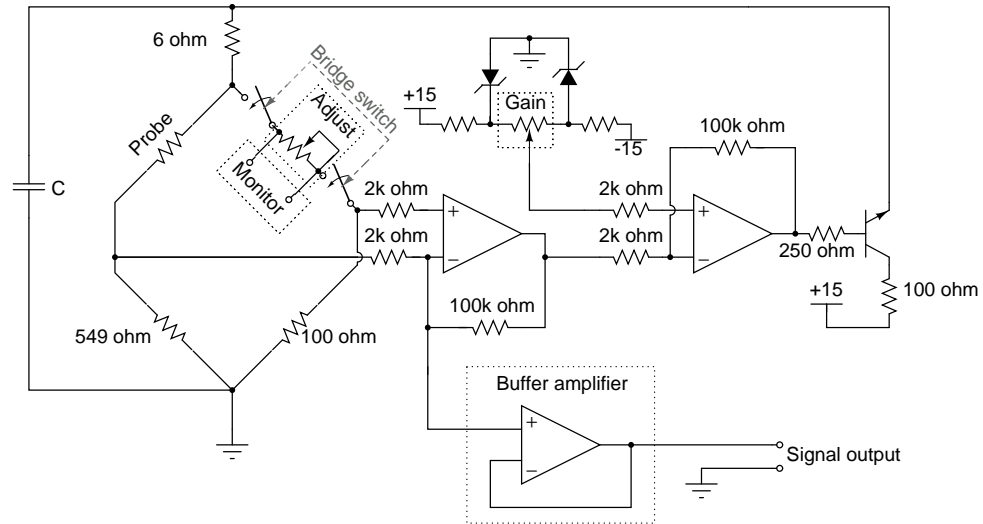 6 ohm
Bridge switch
Adjust
Probe
Monitor
C
+15
Gain
-15
100k ohm
2k ohm
2k ohm
+
−
2k ohm
2k ohm
+
−
250 ohm
100k ohm
+15
100 ohm
549 ohm
100 ohm
Buffer amplifier
+
−
Signal output